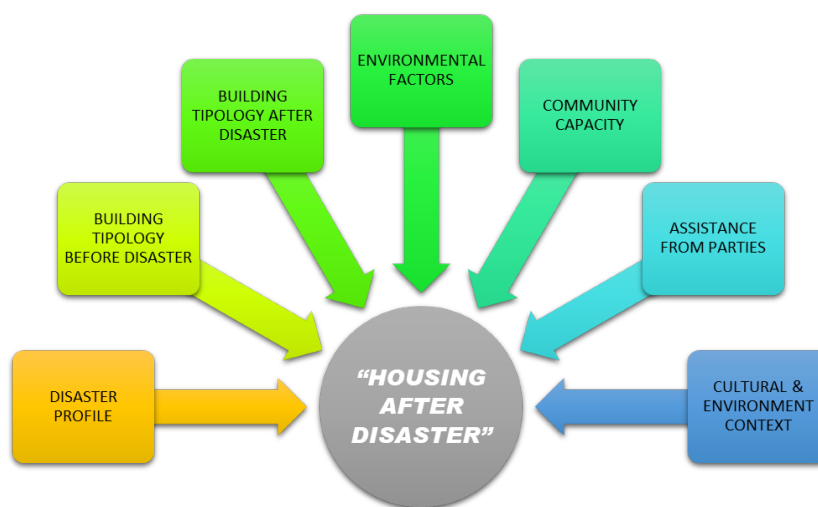 ENVIRONMENTAL
FACTORS
BUILDING
TIPOLOGY AFTER
DISASTER
COMMUNITY
CAPACITY
BUILDING
TIPOLOGY
BEFORE DISASTER
ASSISTANCE
FROM PARTIES
DISASTER
PROFILE
"HOUSING
AFTER
DISASTER"
CULTURAL &
ENVIRONMENT
CONTEXT